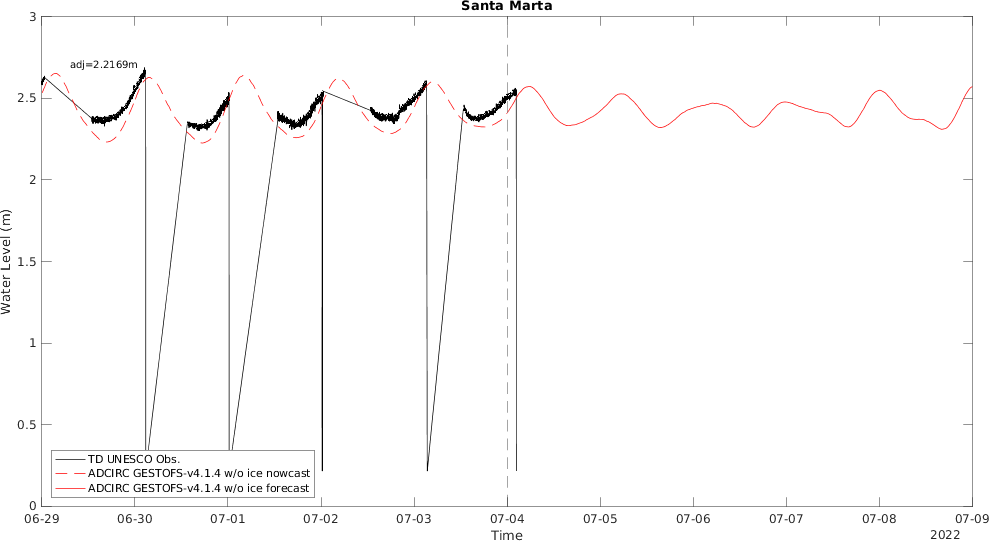 Santa Marta
3
adj=2.2169m
2.5
2
1.5
1
0.5
0
Water Level (m)
TD UNESCO Obs.
ADCIRC GESTOFS-v4.1.4 w/o ice nowcast
ADCIRC GESTOFS-v4.1.4 w/o ice forecast
06-29 06-30 07-01 07-02 07-03 07-04 07-05 07-06 07-07 07-08 07-09
Time
2022